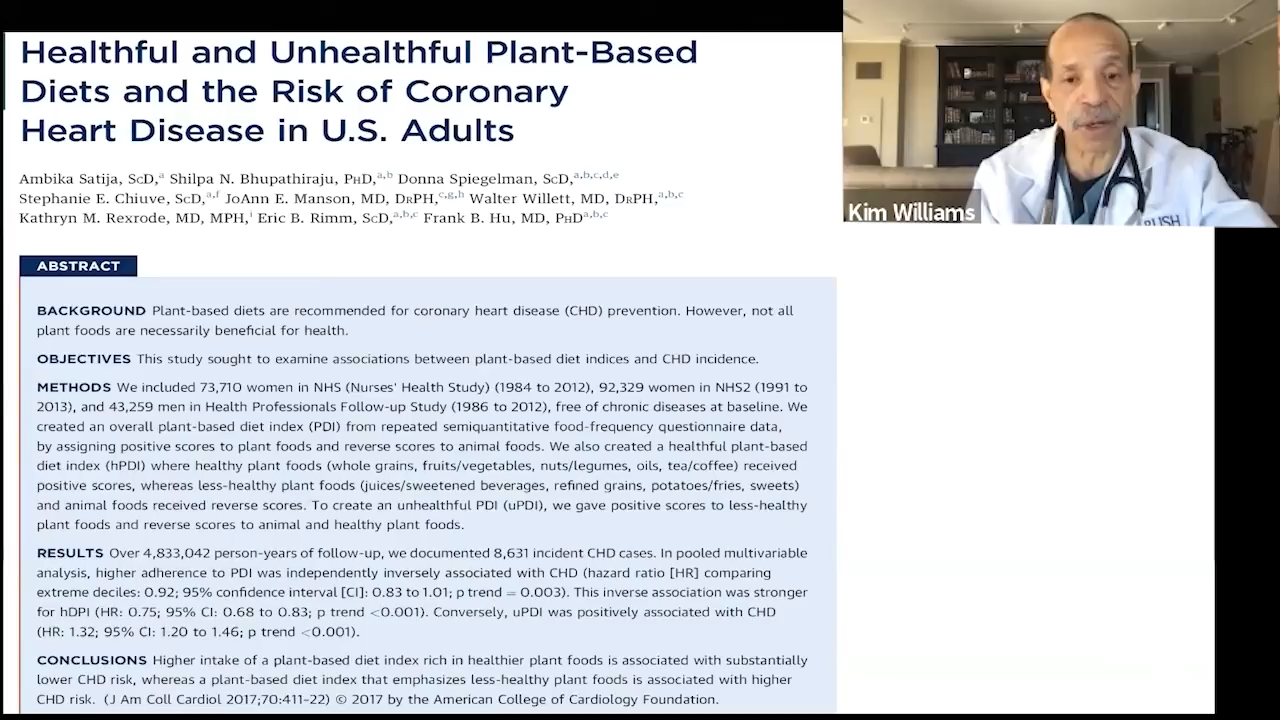 Healthful and Unhealthful Plant-Based
Diets and the Risk of Coronary
Heart Disease in U.S. Adults
Ambika Satija, ScD,a Shilpa N. Bhupathiraju, PhD,a,b Donna Spiegelman, ScD,a,b,c,d,e
Stephanie E. Chiuve, ScD,a,f JoAnn E. Manson, MD, DrPH,c,g,h Walter Willett, MD, DrPH,a,b,c
Kathryn M. Rexrode, MD, MPH,i Eric B. Rimm, ScD,a,b,c Frank B. Hu, MD, PhDa,b,c
Kim Williams
RUSH
ABSTRACT
BACKGROUND Plant-based diets are recommended for coronary heart disease (CHD) prevention. However, not all
plant foods are necessarily beneficial for health.
OBJECTIVES This study sought to examine associations between plant-based diet indices and CHD incidence.
METHODS We included 73,710 women in NHS (Nurses' Health Study) (1984 to 2012), 92,329 women in NHS2 (1991 to
2013), and 43,259 men in Health Professionals Follow-up Study (1986 to 2012), free of chronic diseases at baseline. We
created an overall plant-based diet index (PDI) from repeated semiquantitative food-frequency questionnaire data,
by assigning positive scores to plant foods and reverse scores to animal foods. We also created a healthful plant-based
diet index (hPDI) where healthy plant foods (whole grains, fruits/vegetables, nuts/legumes, oils, tea/coffee) received
positive scores, whereas less-healthy plant foods (juices/sweetened beverages, refined grains, potatoes/fries, sweets)
and animal foods received reverse scores. To create an unhealthful PDI (uPDI), we gave positive scores to less-healthy
plant foods and reverse scores to animal and healthy plant foods.
RESULTS Over 4,833,042 person-years of follow-up, we documented 8,631 incident CHD cases. In pooled multivariable
analysis, higher adherence to PDI was independently inversely associated with CHD (hazard ratio [HR] comparing
extreme deciles: 0.92; 95% confidence interval [CI]: 0.83 to 1.01; p trend = 0.003). This inverse association was stronger
for hDPI (HR: 0.75; 95% CI: 0.68 to 0.83; p trend <0.001). Conversely, uPDI was positively associated with CHD
(HR: 1.32; 95% CI: 1.20 to 1.46; p trend <0.001).
CONCLUSIONS Higher intake of a plant-based diet index rich in healthier plant foods is associated with substantially
lower CHD risk, whereas a plant-based diet index that emphasizes less-healthy plant foods is associated with higher
CHD risk. (J Am Coll Cardiol 2017;70:411–22) © 2017 by the American College of Cardiology Foundation.